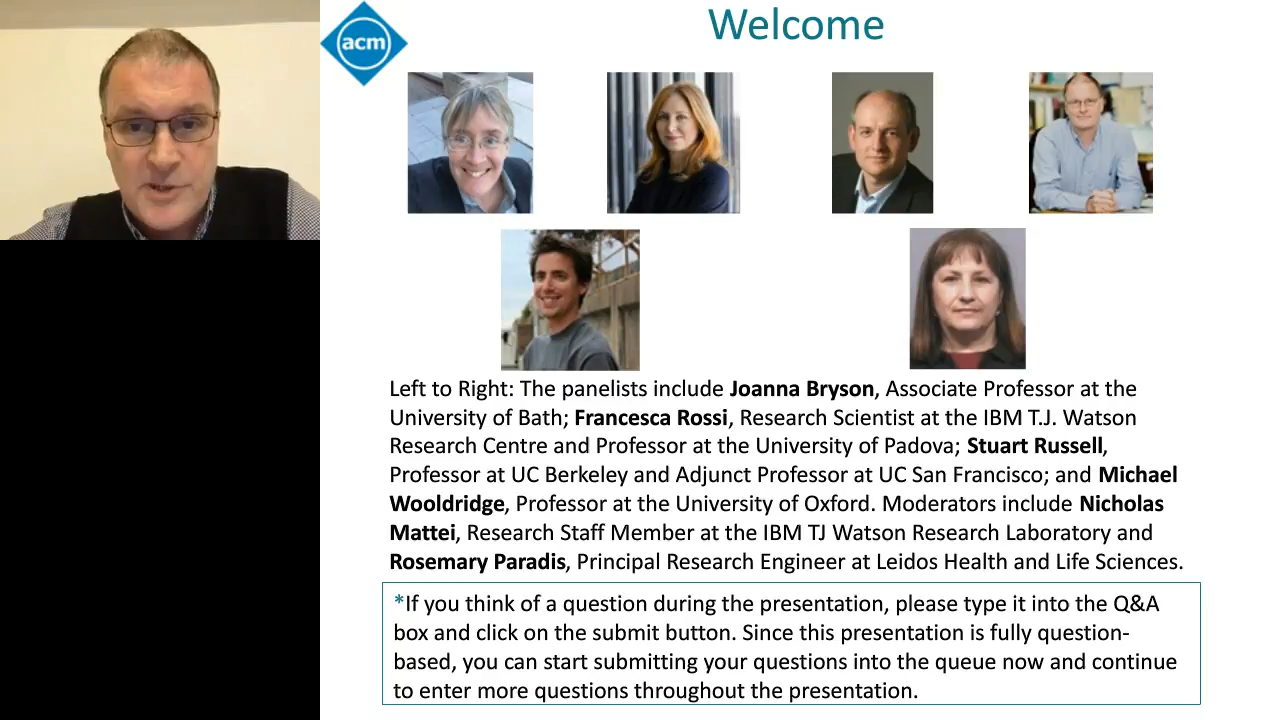 Welcome
acm
Left to Right: The panelists include Joanna Bryson, Associate Professor at the
University of Bath; Francesca Rossi, Research Scientist at the IBM T.J. Watson
Research Centre and Professor at the University of Padova; Stuart Russell,
Professor at UC Berkeley and Adjunct Professor at UC San Francisco; and Michael
Wooldridge, Professor at the University of Oxford. Moderators include Nicholas
Mattei, Research Staff Member at the IBM TJ Watson Research Laboratory and
Rosemary Paradis, Principal Research Engineer at Leidos Health and Life Sciences.
*If you think of a question during the presentation, please type it into the Q&A
box and click on the submit button. Since this presentation is fully question-
based, you can start submitting your questions into the queue now and continue
to enter more questions throughout the presentation.